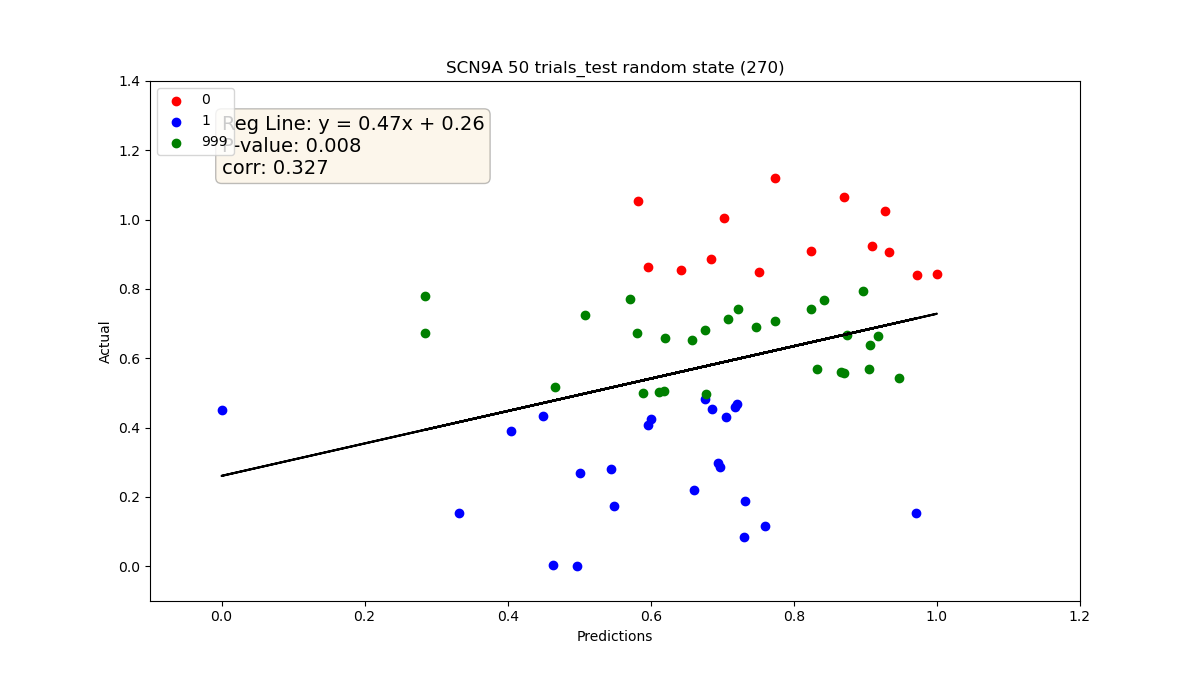 SCN9A 50 trials_test random state (270)
0
1
999
Reg Line: y = 0.47x + 0.26
P-value: 0.008
corr: 0.327
Actual
1.4
1.2
1.0
0.8
0.6
0.4
0.2
0.0
0.0 0.2 0.4 0.6 0.8 1.0 1.2
Predictions